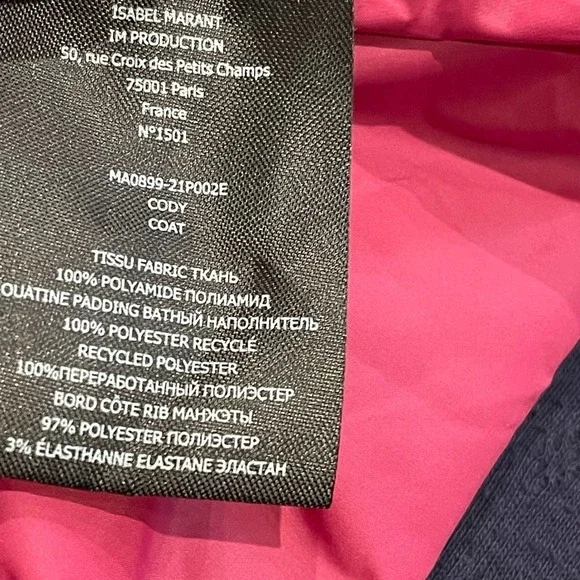 ISABEL MARANT
IM PRODUCTION
50, rue Croix des Petits Champs
75001 Paris
France
N°1501
MA0899-21P002E
CODY
COAT
TISSU FABRIC ТКАНЬ
100% POLYAMIDE ПОЛИАМИД
OUATINE PADDING ВАТНЫЙ НАПОЛНИТЕЛЬ
100% POLYESTER RECYCLÉ
RECYCLED POLYESTER
100%ПЕРЕРАБОТАННЫЙ ПОЛИЭСТЕР
BORD CÔTE RIB МАНЖЕТЫ
97% POLYESTER ПОЛИЭСТЕР
3% ÉLASTHANNE ELASTANE ЭЛАСТАН